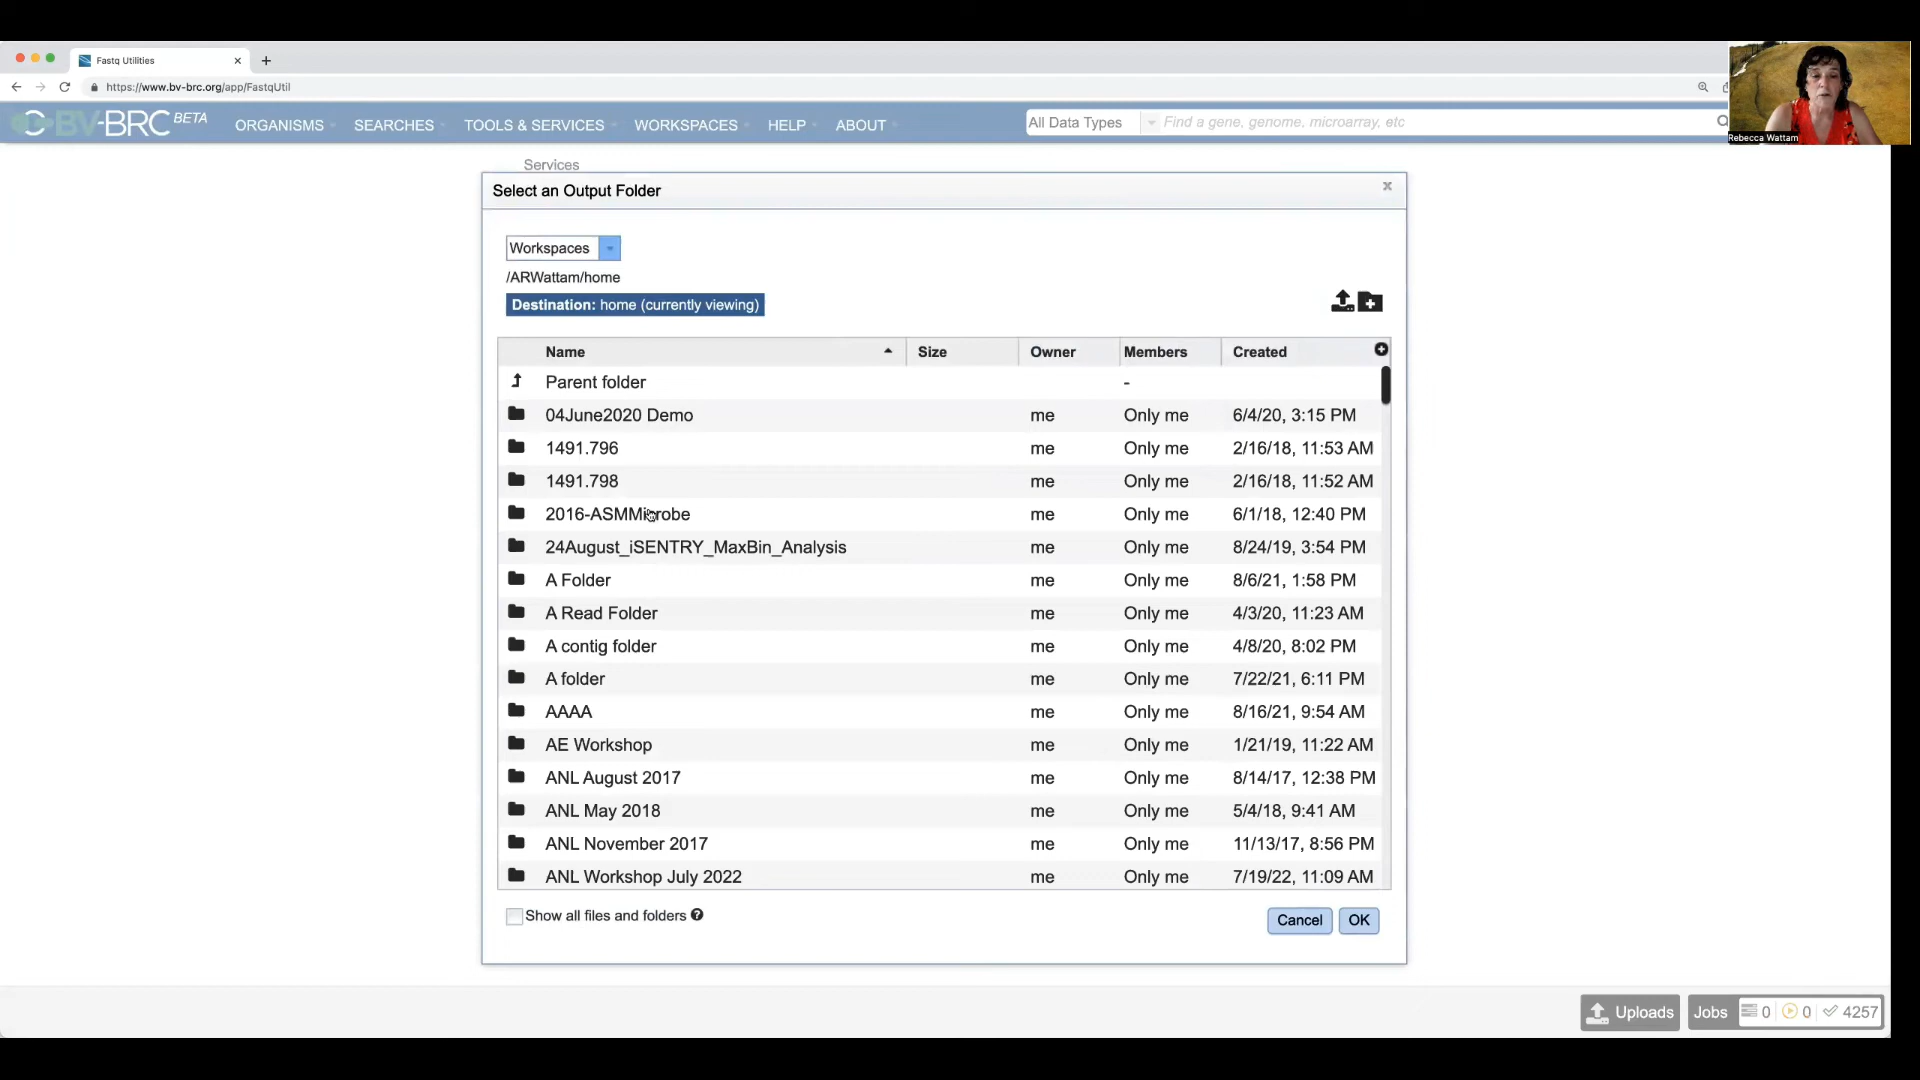 Fastq Utilities
https://www.bv-brc.org/app/FastqUtil
BV-BRC BETA
ORGANISMS SEARCHES TOOLS & SERVICES WORKSPACES HELP ABOUT
All Data Types Find a gene, genome, microarray, etc
Rebecca Wattam
Services
Select an Output Folder
Workspaces
/ARWattam/home
Destination: home (currently viewing)
Name Size Owner Members Created
Parent folder -
04June2020 Demo me Only me 6/4/20, 3:15 PM
1491.796 me Only me 2/16/18, 11:53 AM
1491.798 me Only me 2/16/18, 11:52 AM
2016-ASMMicrobe me Only me 6/1/18, 12:40 PM
24August_iSENTRY_MaxBin_Analysis me Only me 8/24/19, 3:54 PM
A Folder me Only me 8/6/21, 1:58 PM
A Read Folder me Only me 4/3/20, 11:23 AM
A contig folder me Only me 4/8/20, 8:02 PM
A folder me Only me 7/22/21, 6:11 PM
AAAA me Only me 8/16/21, 9:54 AM
AE Workshop me Only me 1/21/19, 11:22 AM
ANL August 2017 me Only me 8/14/17, 12:38 PM
ANL May 2018 me Only me 5/4/18, 9:41 AM
ANL November 2017 me Only me 11/13/17, 8:56 PM
ANL Workshop July 2022 me Only me 7/19/22, 11:09 AM
Show all files and folders
Cancel OK
Uploads Jobs 0 0 4257